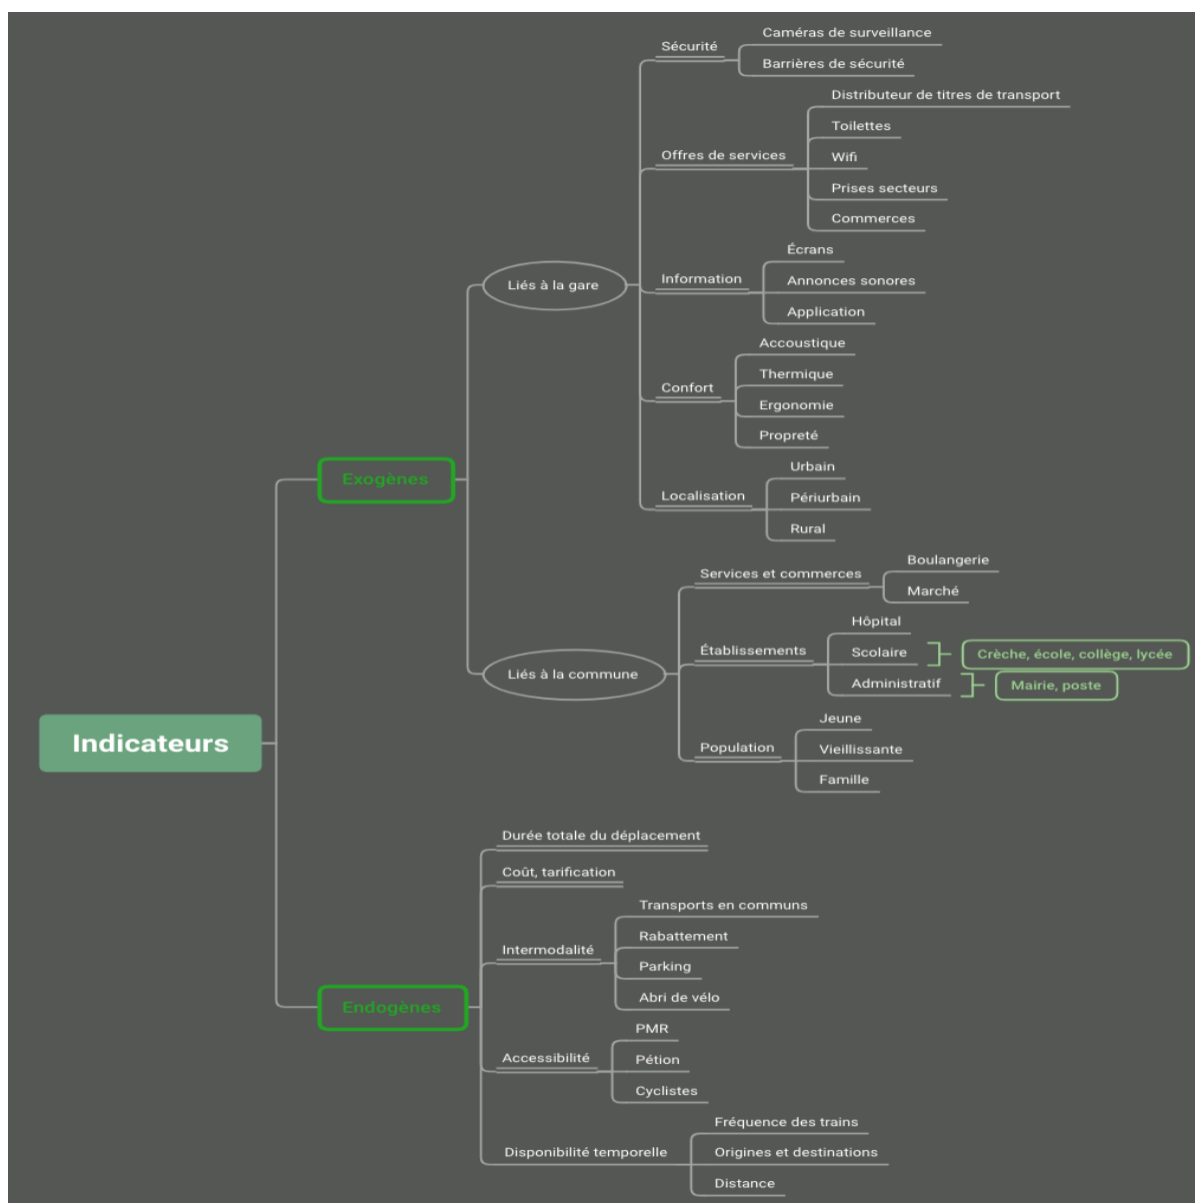 Indicateurs
Exogènes
Liés à la gare
Sécurité
Caméras de surveillance
Barrières de sécurité
Offres de services
Distributeur de titres de transport
Toilettes
Wifi
Prises secteurs
Commerces
Information
Écrans
Annonces sonores
Application
Confort
Accoustique
Thermique
Ergonomie
Propreté
Localisation
Urbain
Périurbain
Rural
Liés à la commune
Services et commerces
Boulangerie
Marché
Établissements
Hôpital
Scolaire
Crèche, école, collège, lycée
Administratif
Mairie, poste
Population
Jeune
Vieillissante
Famille
Endogènes
Durée totale du déplacement
Coût, tarification
Intermodalité
Transports en communs
Rabattement
Parking
Abri de vélo
Accessibilité
PMR
Pétion
Cyclistes
Disponibilité temporelle
Fréquence des trains
Origines et destinations
Distance